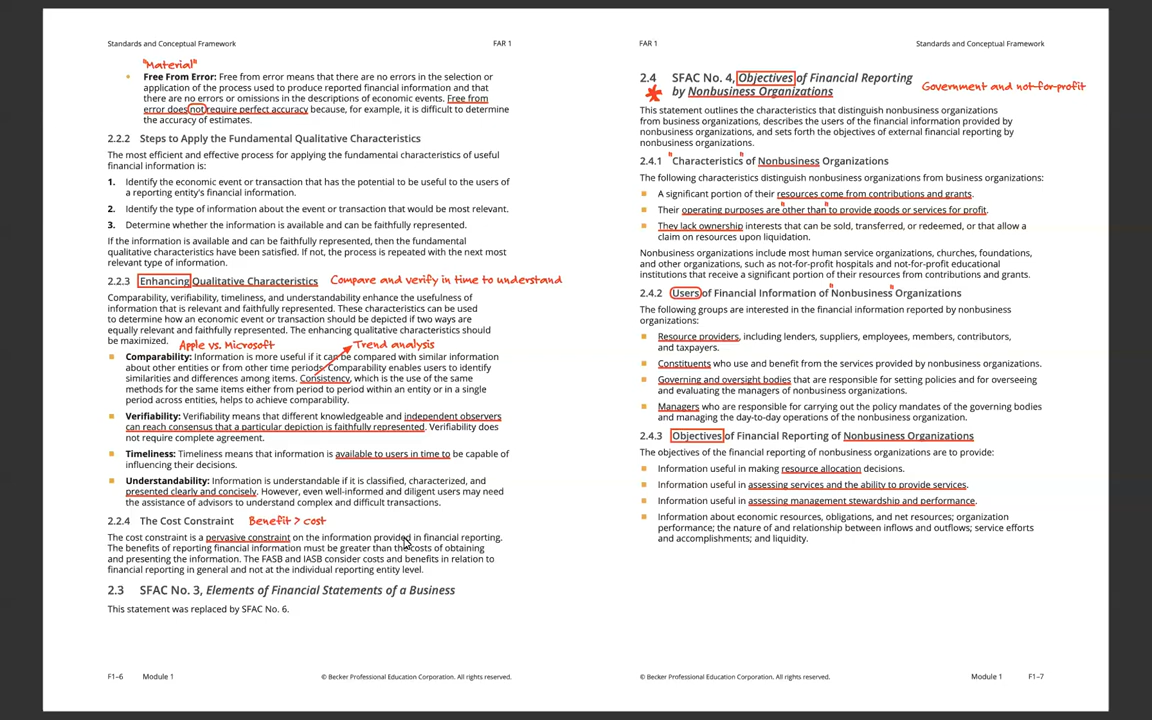 Standards and Conceptual Framework
FAR 1
"Material"
Free From Error: Free from error means that there are no errors in the selection or
application of the process used to produce reported financial information and that
there are no errors or omissions in the descriptions of economic events. Free from
error does not require perfect accuracy because, for example, it is difficult to determine
the accuracy of estimates.
2.2.2 Steps to Apply the Fundamental Qualitative Characteristics
The most efficient and effective process for applying the fundamental characteristics of useful
financial information is:
1. Identify the economic event or transaction that has the potential to be useful to the users of
a reporting entity's financial information.
2. Identify the type of information about the event or transaction that would be most relevant.
3. Determine whether the information is available and can be faithfully represented.
If the information is available and can be faithfully represented, then the fundamental
qualitative characteristics have been satisfied. If not, the process is repeated with the next most
relevant type of information.
2.2.3 Enhancing Qualitative Characteristics Compare and verify in time to understand
Comparability, verifiability, timeliness, and understandability enhance the usefulness of
information that is relevant and faithfully represented. These characteristics can be used
to determine how an economic event or transaction should be depicted if two ways are
equally relevant and faithfully represented. The enhancing qualitative characteristics should
be maximized. Apple vs. Microsoft Trend analysis
Comparability: Information is more useful if it can be compared with similar information
about other entities or from other time periods. Comparability enables users to identify
similarities and differences among items. Consistency, which is the use of the same
methods for the same items either from period to period within an entity or in a single
period across entities, helps to achieve comparability.
Verifiability: Verifiability means that different knowledgeable and independent observers
can reach consensus that a particular depiction is faithfully represented. Verifiability does
not require complete agreement.
Timeliness: Timeliness means that information is available to users in time to be capable of
influencing their decisions.
Understandability: Information is understandable if it is classified, characterized, and
presented clearly and concisely. However, even well-informed and diligent users may need
the assistance of advisors to understand complex and difficult transactions.
2.2.4 The Cost Constraint Benefit > cost
The cost constraint is a pervasive constraint on the information provided in financial reporting.
The benefits of reporting financial information must be greater than the costs of obtaining
and presenting the information. The FASB and IASB consider costs and benefits in relation to
financial reporting in general and not at the individual reporting entity level.
2.3 SFAC No. 3, Elements of Financial Statements of a Business
This statement was replaced by SFAC No. 6.
F1–6 Module 1
© Becker Professional Education Corporation. All rights reserved.
FAR 1
Standards and Conceptual Framework
2.4 SFAC No. 4, Objectives of Financial Reporting
by Nonbusiness Organizations
Government and not-for-profit
This statement outlines the characteristics that distinguish nonbusiness organizations
from business organizations, describes the users of the financial information provided by
nonbusiness organizations, and sets forth the objectives of external financial reporting by
nonbusiness organizations.
2.4.1 "Characteristics" of Nonbusiness Organizations
The following characteristics distinguish nonbusiness organizations from business organizations:
A significant portion of their resources come from contributions and grants.
Their operating purposes are "other than" to provide goods or services for profit.
They lack ownership interests that can be sold, transferred, or redeemed, or that allow a
claim on resources upon liquidation.
Nonbusiness organizations include most human service organizations, churches, foundations,
and other organizations, such as not-for-profit hospitals and not-for-profit educational
institutions that receive a significant portion of their resources from contributions and grants.
2.4.2 Users of Financial Information of "Nonbusiness" Organizations
The following groups are interested in the financial information reported by nonbusiness
organizations:
Resource providers, including lenders, suppliers, employees, members, contributors,
and taxpayers.
Constituents who use and benefit from the services provided by nonbusiness organizations.
Governing and oversight bodies that are responsible for setting policies and for overseeing
and evaluating the managers of nonbusiness organizations.
Managers who are responsible for carrying out the policy mandates of the governing bodies
and managing the day-to-day operations of the nonbusiness organization.
2.4.3 Objectives of Financial Reporting of Nonbusiness Organizations
The objectives of the financial reporting of nonbusiness organizations are to provide:
Information useful in making resource allocation decisions.
Information useful in assessing services and the ability to provide services.
Information useful in assessing management stewardship and performance.
Information about economic resources, obligations, and net resources; organization
performance; the nature of and relationship between inflows and outflows; service efforts
and accomplishments; and liquidity.
© Becker Professional Education Corporation. All rights reserved.
Module 1 F1–7